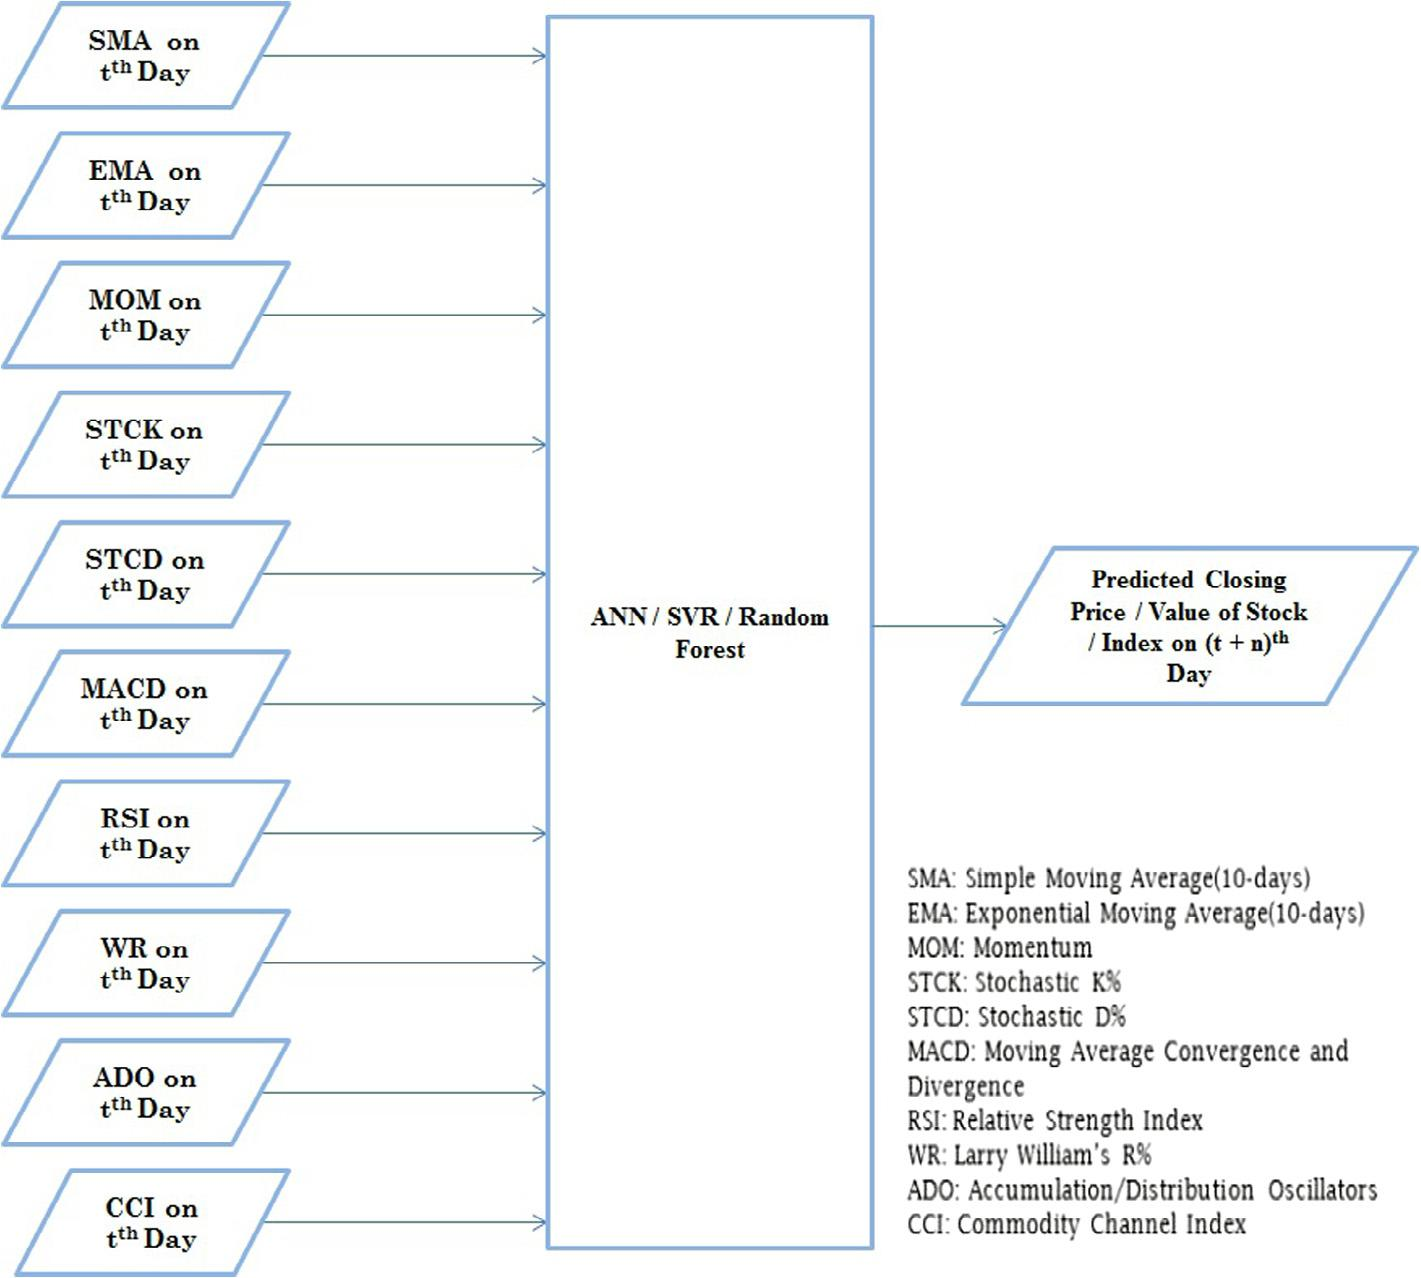 SMA on
tth Day
EMA on
tth Day
MOM on
tth Day
STCK on
tth Day
STCD on
tth Day
MACD on
tth Day
RSI on
tth Day
WR on
tth Day
ADO on
tth Day
CCI on
tth Day
ANN / SVR / Random
Forest
Predicted Closing
Price / Value of Stock
/ Index on (t + n)th
Day
SMA: Simple Moving Average(10-days)
EMA: Exponential Moving Average(10-days)
MOM: Momentum
STCK: Stochastic K%
STCD: Stochastic D%
MACD: Moving Average Convergence and
Divergence
RSI: Relative Strength Index
WR: Larry William's R%
ADO: Accumulation/Distribution Oscillators
CCI: Commodity Channel Index